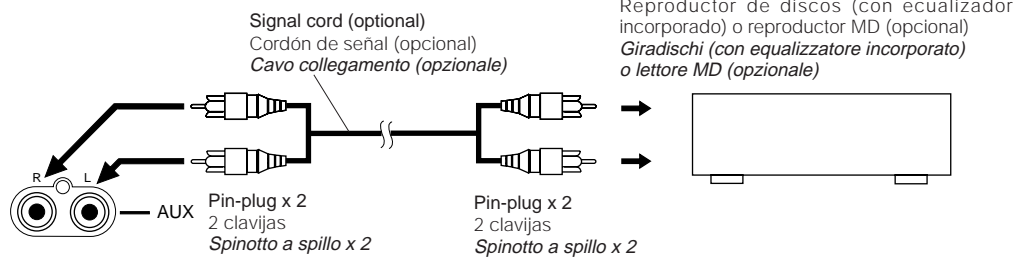 Signal cord (optional)
Cordón de señal (opcional)
Cavo collegamento (opzionale)
Reproductor de discos (con ecualizador
incorporado) o reproductor MD (opcional)
Giradischi (con equalizzatore incorporato)
o lettore MD (opzionale)
R L
AUX
Pin-plug x 2
2 clavijas
Spinotto a spillo x 2
Pin-plug x 2
2 clavijas
Spinotto a spillo x 2